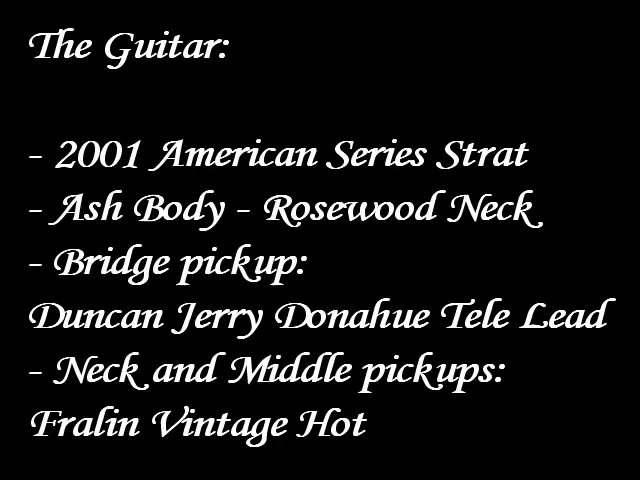 The Guitar:
- 2001 American Series Strat
- Ash Body - Rosewood Neck
- Bridge pickup:
Duncan Jerry Donahue Tele Lead
- Neck and Middle pickups:
Fralin Vintage Hot